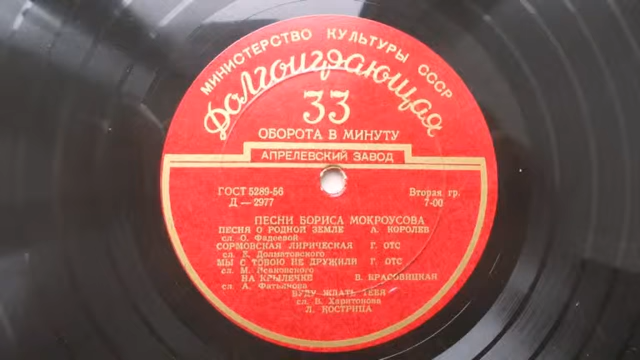 МИНИСТЕРСТВО КУЛЬТУРЫ СССР
Долгоиграющая
33
ОБОРОТА В МИНУТУ
АПРЕЛЕВСКИЙ ЗАВОД
ГОСТ 5289-56 Вторая гр.
Д — 2977 7-00
ПЕСНИ БОРИСА МОКРОУСОВА
ПЕСНЯ О РОДНОЙ ЗЕМЛЕ А. КОРОЛЕВ
сл. О. Фадеевой
СОРМОВСКАЯ ЛИРИЧЕСКАЯ Г. ОТС
сл. Е. Долматовского
МЫ С ТОБОЮ НЕ ДРУЖИЛИ Г. ОТС
сл. М. Исаковского
НА КРЫЛЕЧКЕ В. КРАСОВИЦКАЯ
сл. А. Фатьянова
БУДУ ЖДАТЬ ТЕБЯ
сл. В. Харитонова
Л. КОСТРИЦА